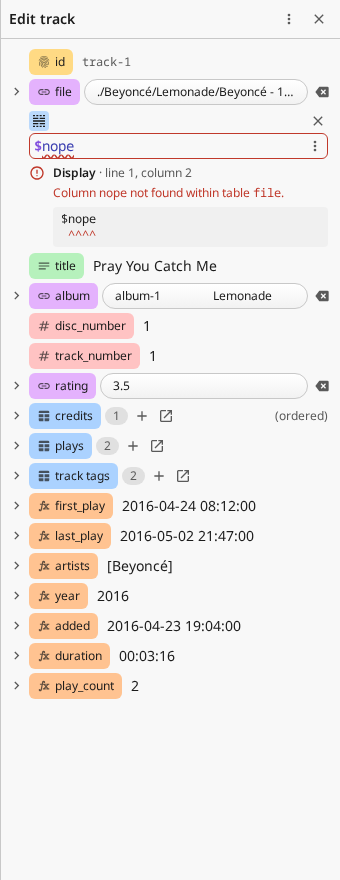 Edit track
id track-1
file ./Beyoncé/Lemonade/Beyoncé - 1...
$nope
Display · line 1, column 2
Column nope not found within table file.
$nope
^^^^
title Pray You Catch Me
album album-1 Lemonade
disc_number 1
track_number 1
rating 3.5
credits 1 (ordered)
plays 2
track tags 2
first_play 2016-04-24 08:12:00
last_play 2016-05-02 21:47:00
artists [Beyoncé]
year 2016
added 2016-04-23 19:04:00
duration 00:03:16
play_count 2